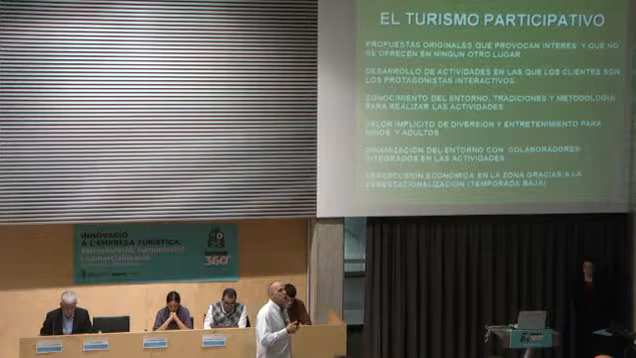 EL TURISMO PARTICIPATIVO
PROPUESTAS ORIGINALES QUE PROVOCAN INTERES Y QUE NO
SE OFRECEN EN NINGUN OTRO LUGAR
DESARROLLO DE ACTIVIDADES EN LAS QUE LOS CLIENTES SON
LOS PROTAGONISTAS INTERACTIVOS
CONOCIMIENTO DEL ENTORNO, TRADICIONES Y METODOLOGIA
PARA REALIZAR LAS ACTIVIDADES
VALOR IMPLICITO DE DIVERSION Y ENTRETENIMIENTO PARA
NIÑOS Y ADULTOS
DINAMIZACION DEL ENTORNO CON COLABORADORES
INTEGRADOS EN LAS ACTIVIDADES
REPERCUSION ECONOMICA EN LA ZONA GRACIAS A LA
DESESTACIONALIZACION (TEMPORADA BAJA)
INNOVACIÓ
A L'EMPRESA TURÍSTICA:
360º